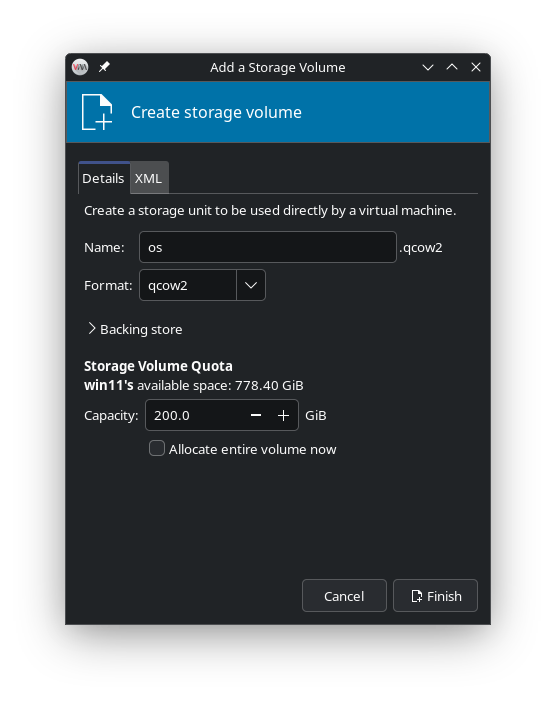 Add a Storage Volume
Create storage volume
Details XML
Create a storage unit to be used directly by a virtual machine.
Name: os .qcow2
Format: qcow2
Backing store
Storage Volume Quota
win11's available space: 778.40 GiB
Capacity: 200.0 GiB
Allocate entire volume now
Cancel Finish